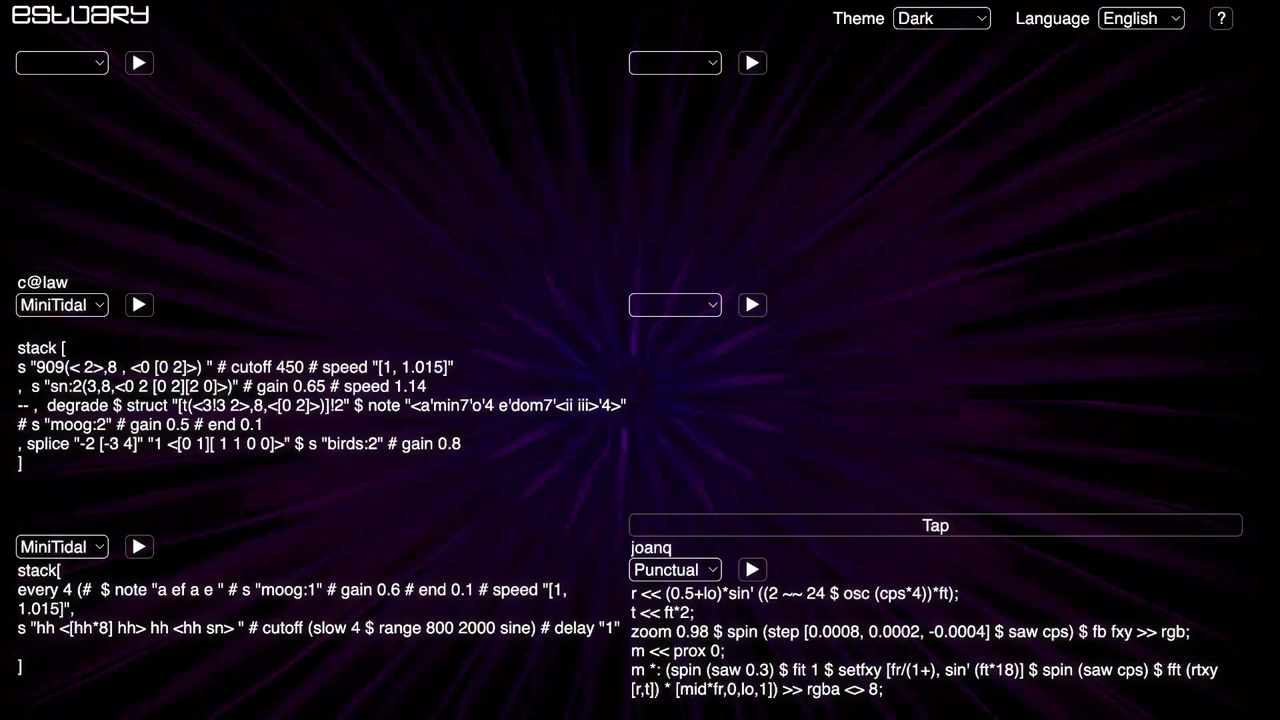 estuary
Theme Dark Language English ?
c@law
MiniTidal
stack [
s "909(< 2>,8 , <0 [0 2]>) " # cutoff 450 # speed "[1, 1.015]"
, s "sn:2(3,8,<0 2 [0 2][2 0]>)" # gain 0.65 # speed 1.14
-- , degrade $ struct "[t(<3!3 2>,8,<[0 2]>)]!2" $ note "<a'min7'o'4 e'dom7'<ii iii>'4>"
# s "moog:2" # gain 0.5 # end 0.1
, splice "-2 [-3 4]" "1 <[0 1][ 1 1 0 0]>" $ s "birds:2" # gain 0.8
]
MiniTidal
stack[
every 4 (# $ note "a ef a e " # s "moog:1" # gain 0.6 # end 0.1 # speed "[1,
1.015]",
s "hh <[hh*8] hh> hh <hh sn> " # cutoff (slow 4 $ range 800 2000 sine) # delay "1"
]
Tap
joanq
Punctual
r << (0.5+lo)*sin' ((2 ~~ 24 $ osc (cps*4))*ft);
t << ft*2;
zoom 0.98 $ spin (step [0.0008, 0.0002, -0.0004] $ saw cps) $ fb fxy >> rgb;
m << prox 0;
m *: (spin (saw 0.3) $ fit 1 $ setfxy [fr/(1+), sin' (ft*18)] $ spin (saw cps) $ fft (rtxy
[r,t]) * [mid*fr,0,lo,1]) >> rgba <> 8;